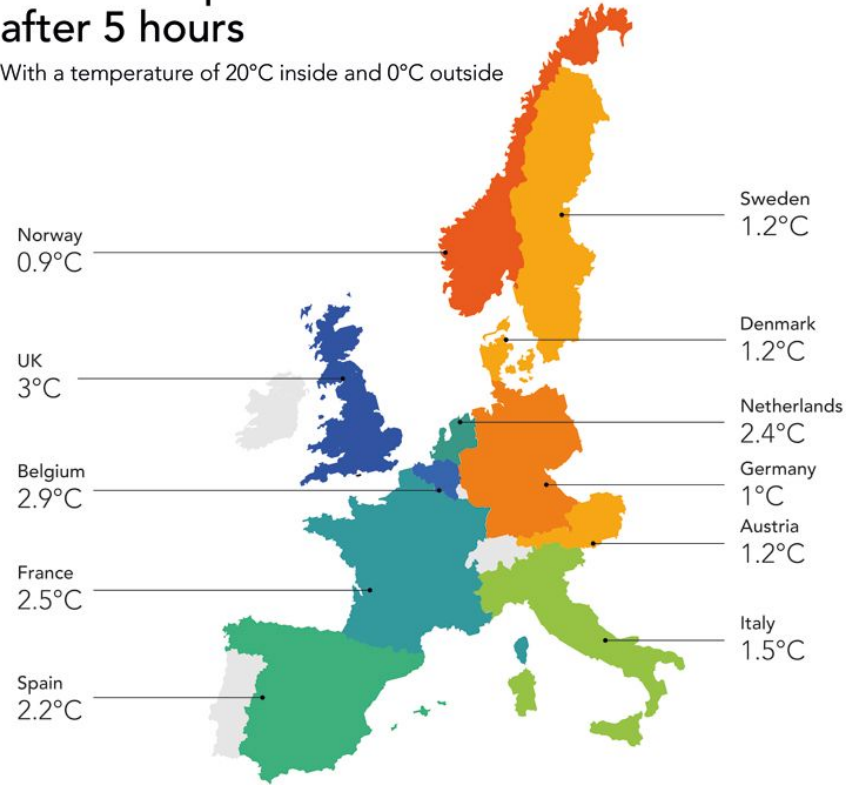 after 5 hours
With a temperature of 20°C inside and 0°C outside
Norway
0.9°C
UK
3°C
Belgium
2.9°C
France
2.5°C
Spain
2.2°C
Sweden
1.2°C
Denmark
1.2°C
Netherlands
2.4°C
Germany
1°C
Austria
1.2°C
Italy
1.5°C